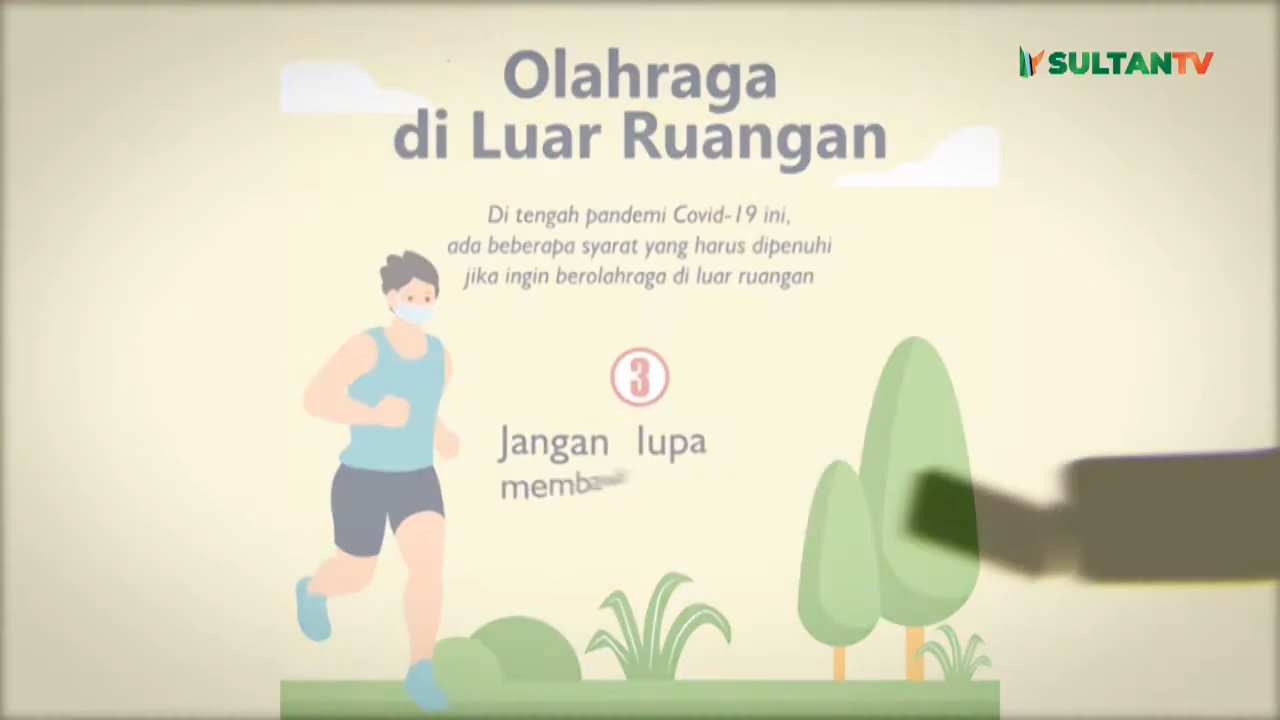 SULTANTV
Olahraga
di Luar Ruangan
Di tengah pandemi Covid-19 ini,
ada beberapa syarat yang harus dipenuhi
jika ingin berolahraga di luar ruangan
3
Jangan lupa